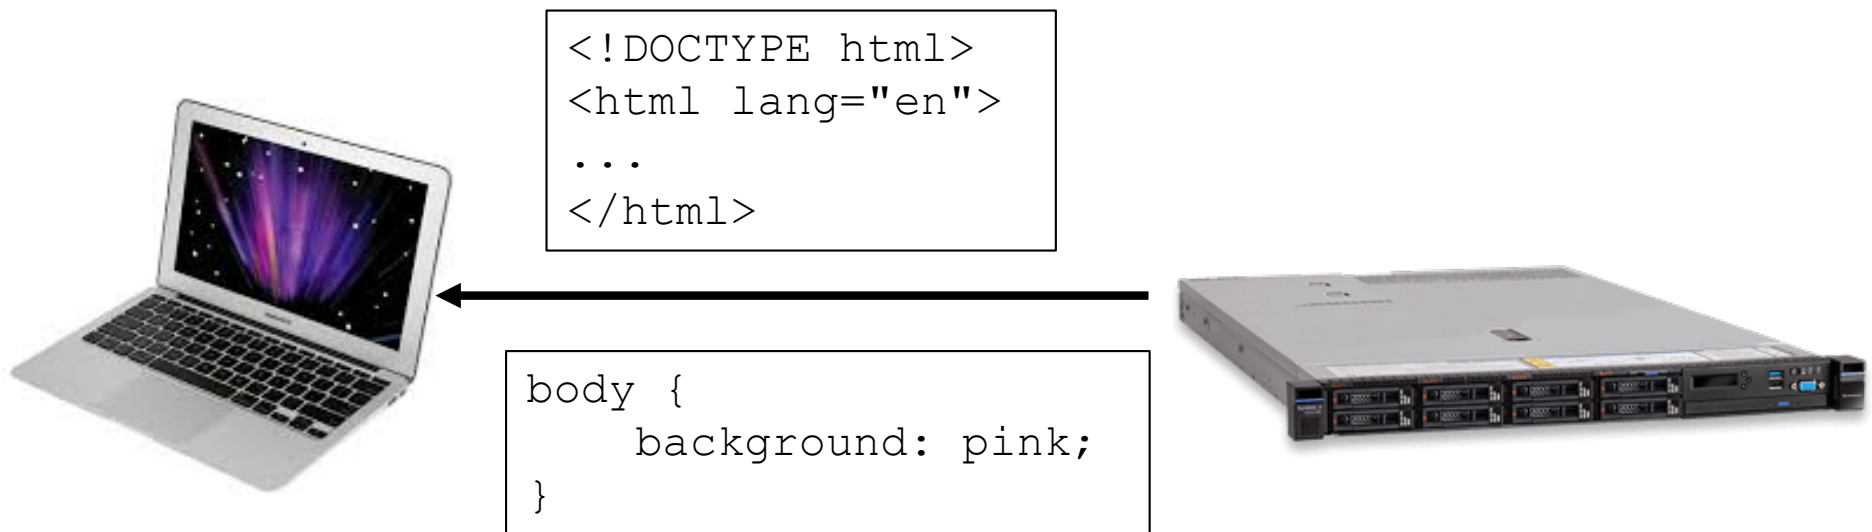 <!DOCTYPE html>
<html lang="en">
...
</html>
body {
    background: pink;
}